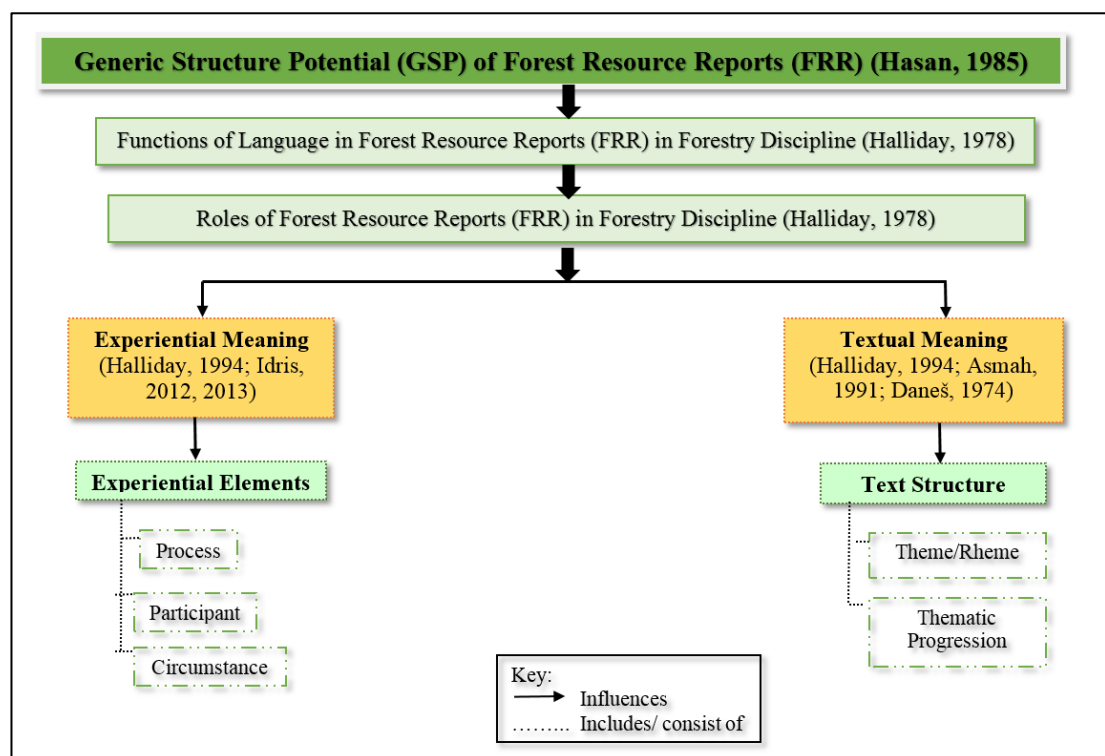 Generic Structure Potential (GSP) of Forest Resource Reports (FRR) (Hasan, 1985)
Functions of Language in Forest Resource Reports (FRR) in Forestry Discipline (Halliday, 1978)
Roles of Forest Resource Reports (FRR) in Forestry Discipline (Halliday, 1978)
Experiential Meaning
(Halliday, 1994; Idris,
2012, 2013)
Textual Meaning
(Halliday, 1994; Asmah,
1991; Daneš, 1974)
Experiential Elements
Process
Participant
Circumstance
Text Structure
Theme/Rheme
Thematic
Progression
Key:
Influences
Includes/ consist of